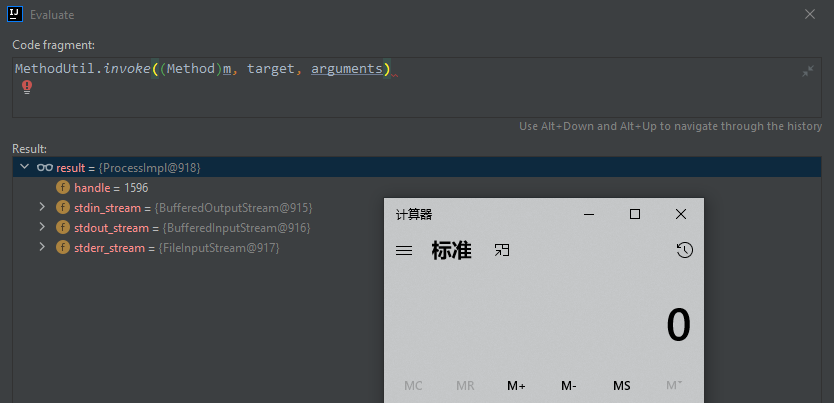 Evaluate
Code fragment:
MethodUtil.invoke((Method)m, target, arguments)
Use Alt+Down and Alt+Up to navigate through the history
Result:
result = {ProcessImpl@918}
handle = 1596
stdin_stream = {BufferedOutputStream@915}
stdout_stream = {BufferedInputStream@916}
stderr_stream = {FileInputStream@917}
计算器
标准
0
MC MR M+ M- MS M˅